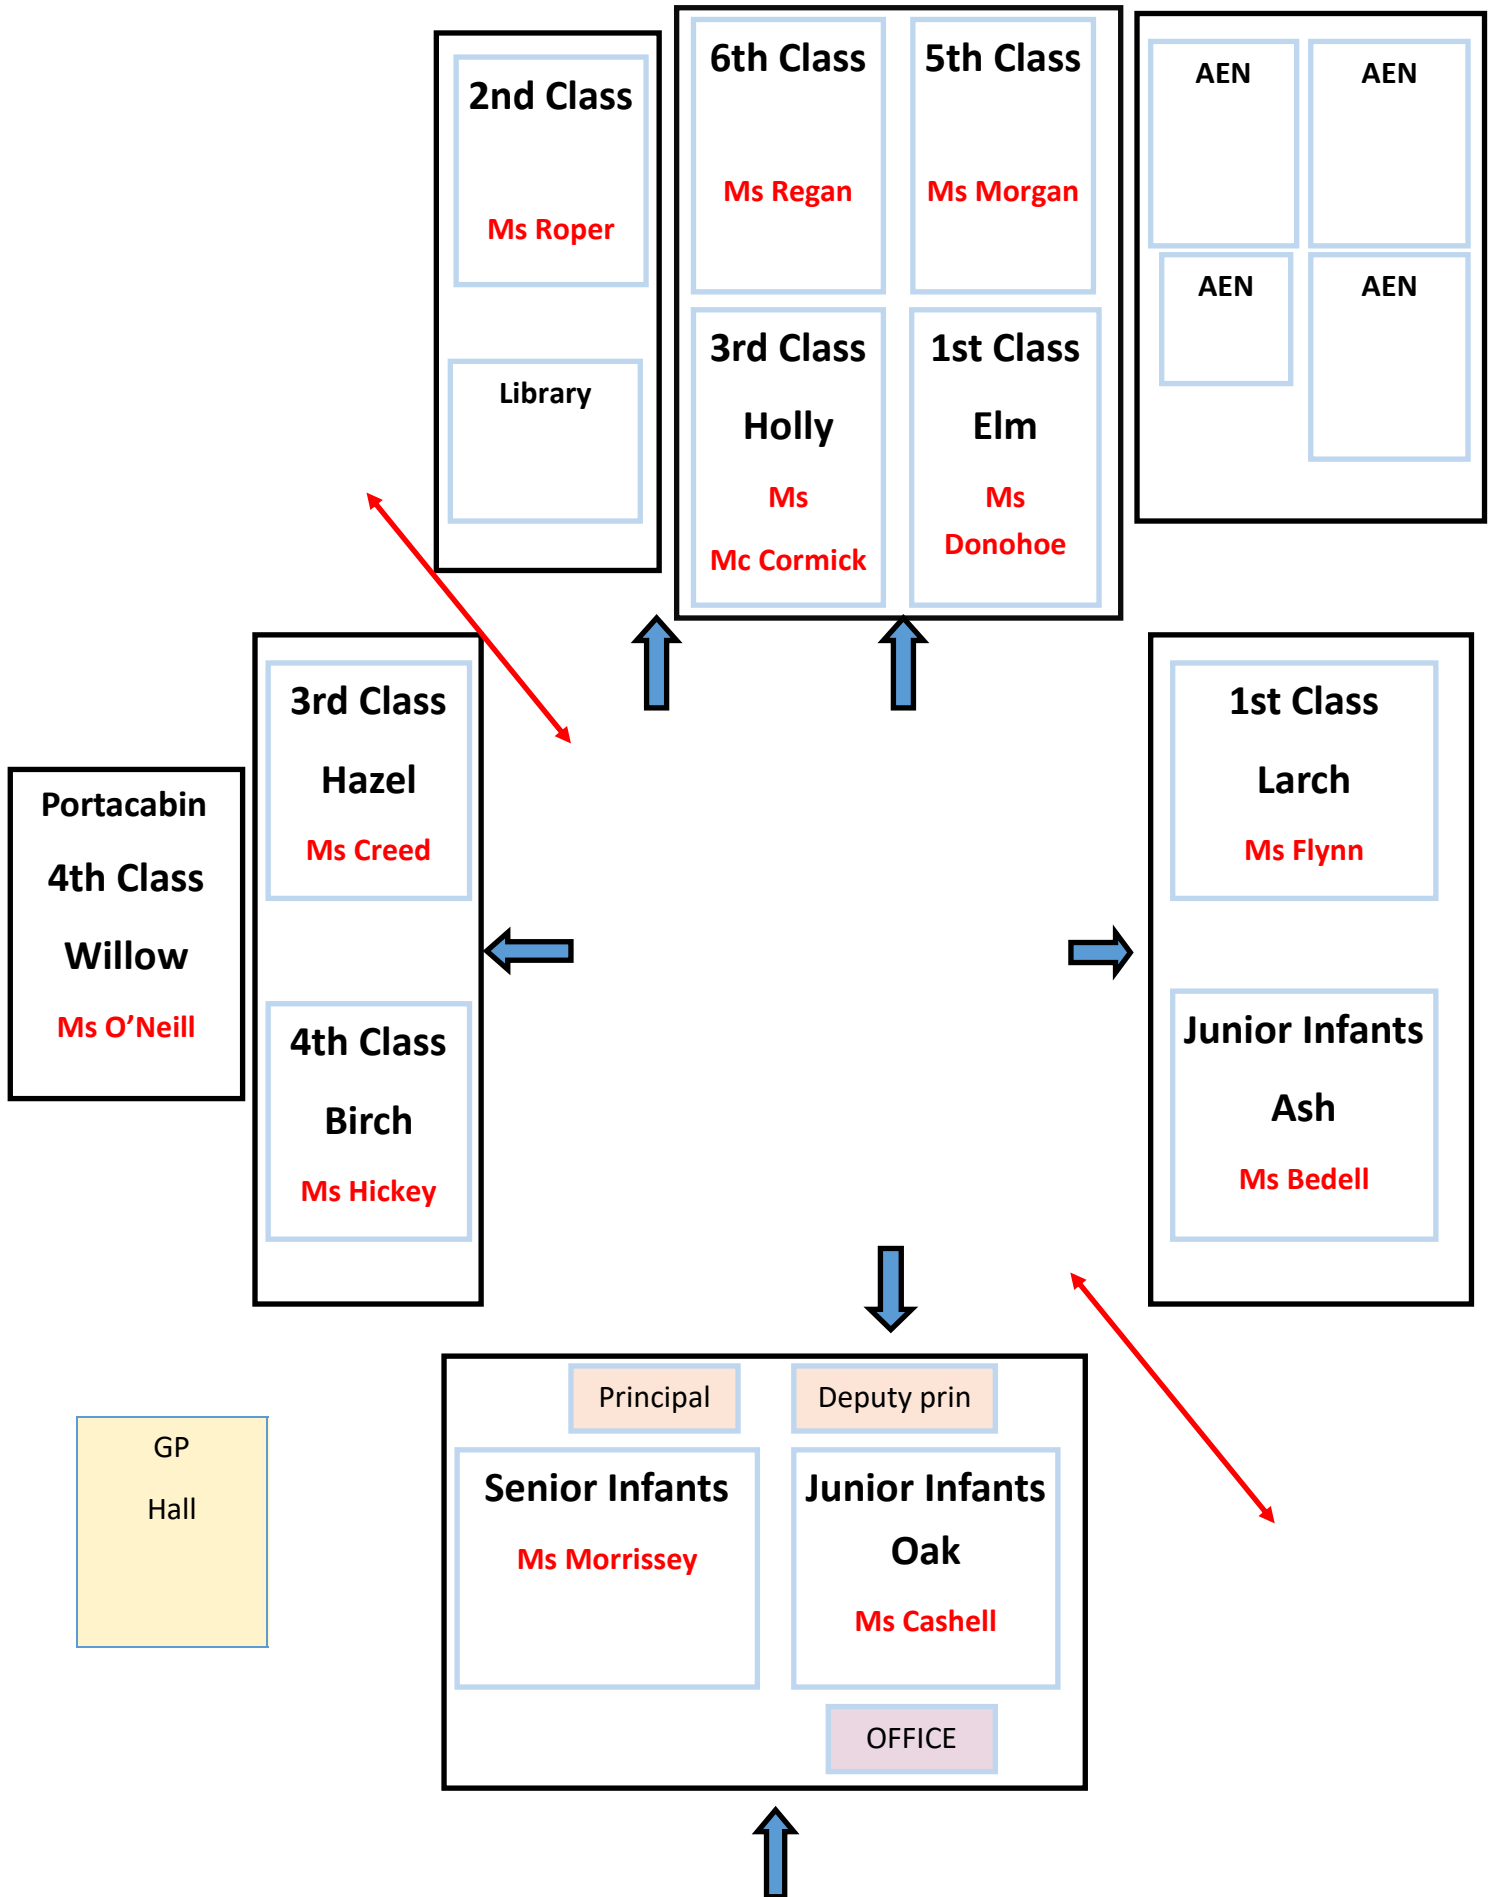 2nd Class
Ms Roper
Library
6th Class
Ms Regan
5th Class
Ms Morgan
3rd Class
Holly
Ms
Mc Cormick
1st Class
Elm
Ms
Donohoe
AEN
AEN
AEN
AEN
Portacabin
4th Class
Willow
Ms O’Neill
3rd Class
Hazel
Ms Creed
4th Class
Birch
Ms Hickey
1st Class
Larch
Ms Flynn
Junior Infants
Ash
Ms Bedell
GP
Hall
Principal
Deputy prin
Senior Infants
Ms Morrissey
Junior Infants
Oak
Ms Cashell
OFFICE